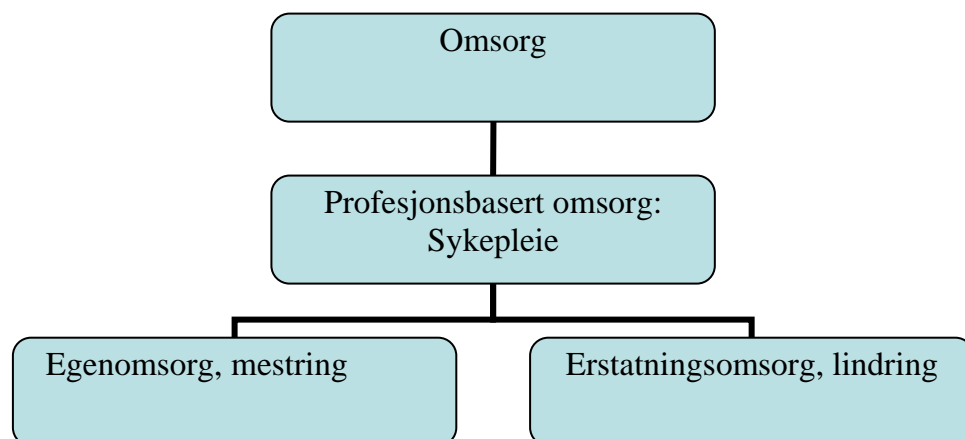 Omsorg
Profesjonsbasert omsorg:
Sykepleie
Egenomsorg, mestring
Erstatningsomsorg, lindring